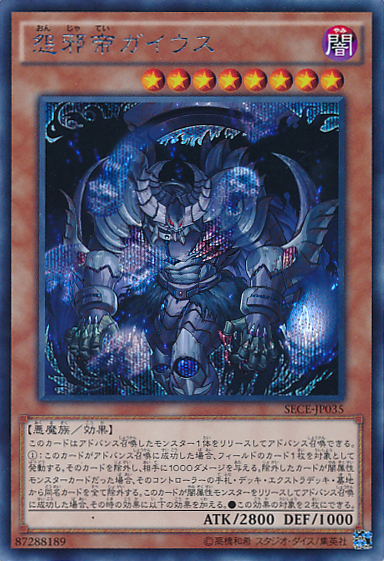 おん じゃ てい
怨邪帝ガイウス
やみ
闇
SECE-JP035
【悪魔族／効果】
このカードはアドバンス召喚したモンスター1体をリリースしてアドバンス召喚できる。
①：このカードがアドバンス召喚に成功した場合、フィールドのカード1枚を対象として
発動する。そのカードを除外し、相手に1000ダメージを与える。除外したカードが闇属性
モンスターカードだった場合、そのコントローラーの手札・デッキ・エクストラデッキ・墓地
から同名カードを全て除外する。このカードが闇属性モンスターをリリースしてアドバンス召喚
に成功した場合、その時の効果に以下の効果を加える。●この効果の対象を2枚にできる。
ATK/2800 DEF/1000
87288189
©高橋和希 スタジオ・ダイス/集英社